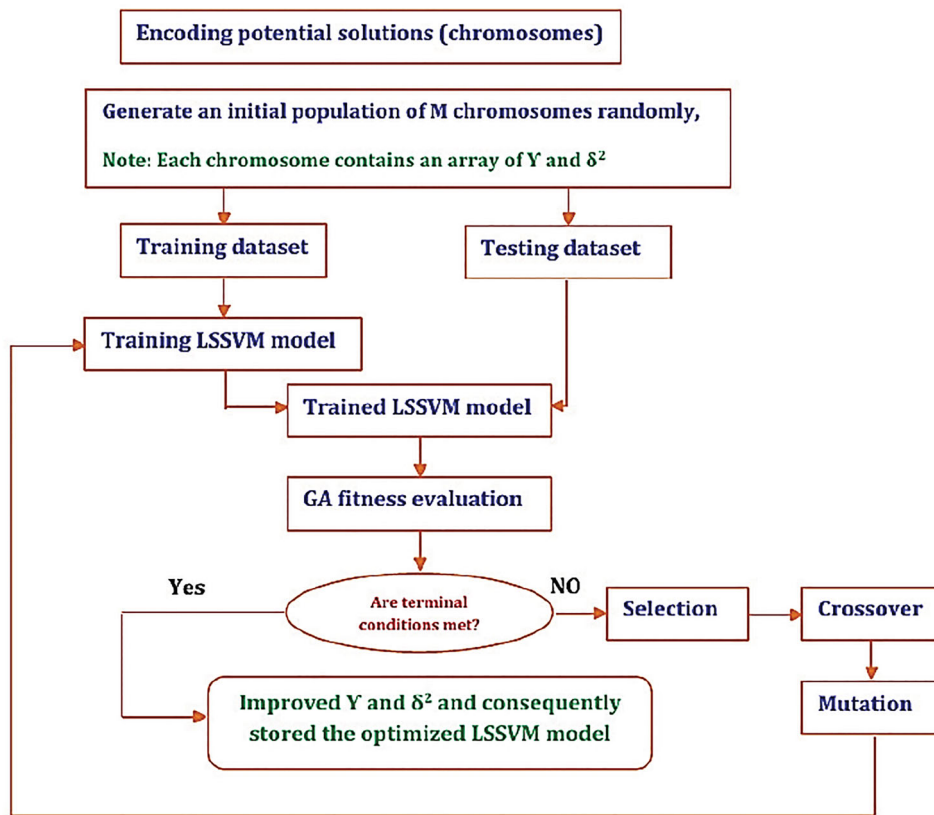 Encoding potential solutions (chromosomes)
Generate an initial population of M chromosomes randomly,
Note: Each chromosome contains an array of ϒ and δ²
Training dataset
Testing dataset
Training LSSVM model
Trained LSSVM model
GA fitness evaluation
Yes
NO
Are terminal
conditions met?
Selection
Crossover
Improved ϒ and δ² and consequently
stored the optimized LSSVM model
Mutation